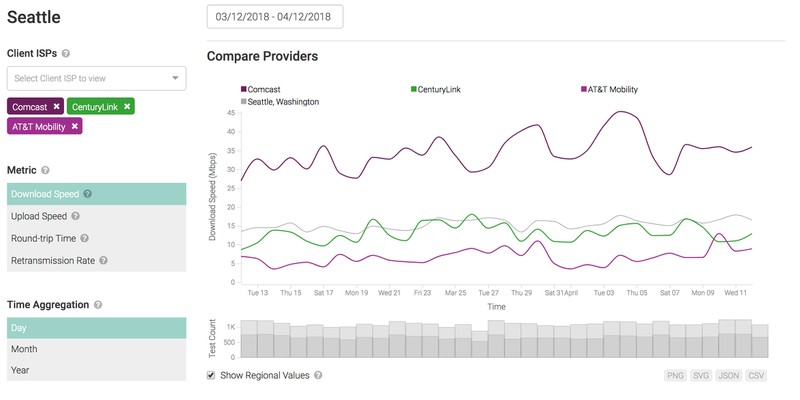 Seattle
03/12/2018 - 04/12/2018
Client ISPs ?
Select Client ISP to view
Comcast × CenturyLink ×
AT&T Mobility ×
Metric ?
Download Speed ?
Upload Speed ?
Round-trip Time ?
Retransmission Rate ?
Time Aggregation ?
Day
Month
Year
Compare Providers
Comcast CenturyLink AT&T Mobility
Seattle, Washington
Download Speed (Mbps)
45
40
35
30
25
20
15
10
5
0
Tue 13 Thu 15 Sat 17 Mon 19 Wed 21 Fri 23 Mar 25 Tue 27 Thu 29 Sat 31 April Tue 03 Thu 05 Sat 07 Mon 09 Wed 11
Time
Test Count
1K
500
0
Show Regional Values ?
PNG SVG JSON CSV